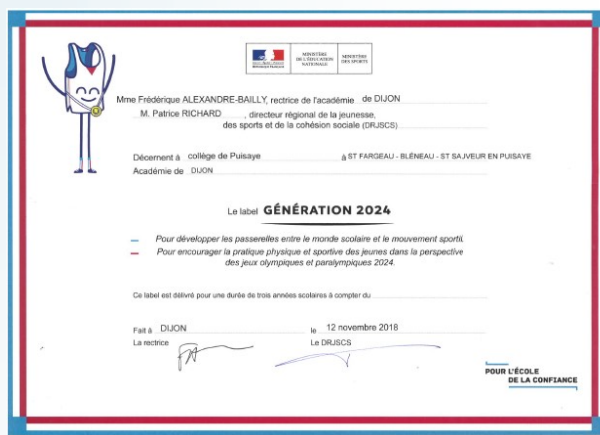 RÉPUBLIQUE FRANÇAISE
MINISTÈRE
DE L'ÉDUCATION
NATIONALE
MINISTÈRE
DES SPORTS
Mme Frédérique ALEXANDRE-BAILLY, rectrice de l'académie de DIJON
M. Patrice RICHARD, directeur régional de la jeunesse,
des sports et de la cohésion sociale (DRJSCS)
Décernent à collège de Puisaye à ST FARGEAU - BLÉNEAU - ST SAUVEUR EN PUISAYE
Académie de DIJON
Le label GÉNÉRATION 2024
Pour développer les passerelles entre le monde scolaire et le mouvement sportif.
Pour encourager la pratique physique et sportive des jeunes dans la perspective
des jeux olympiques et paralympiques 2024.
Ce label est délivré pour une durée de trois années scolaires à compter du
Fait à DIJON le 12 novembre 2018
La rectrice Le DRJSCS
POUR L'ÉCOLE
DE LA CONFIANCE